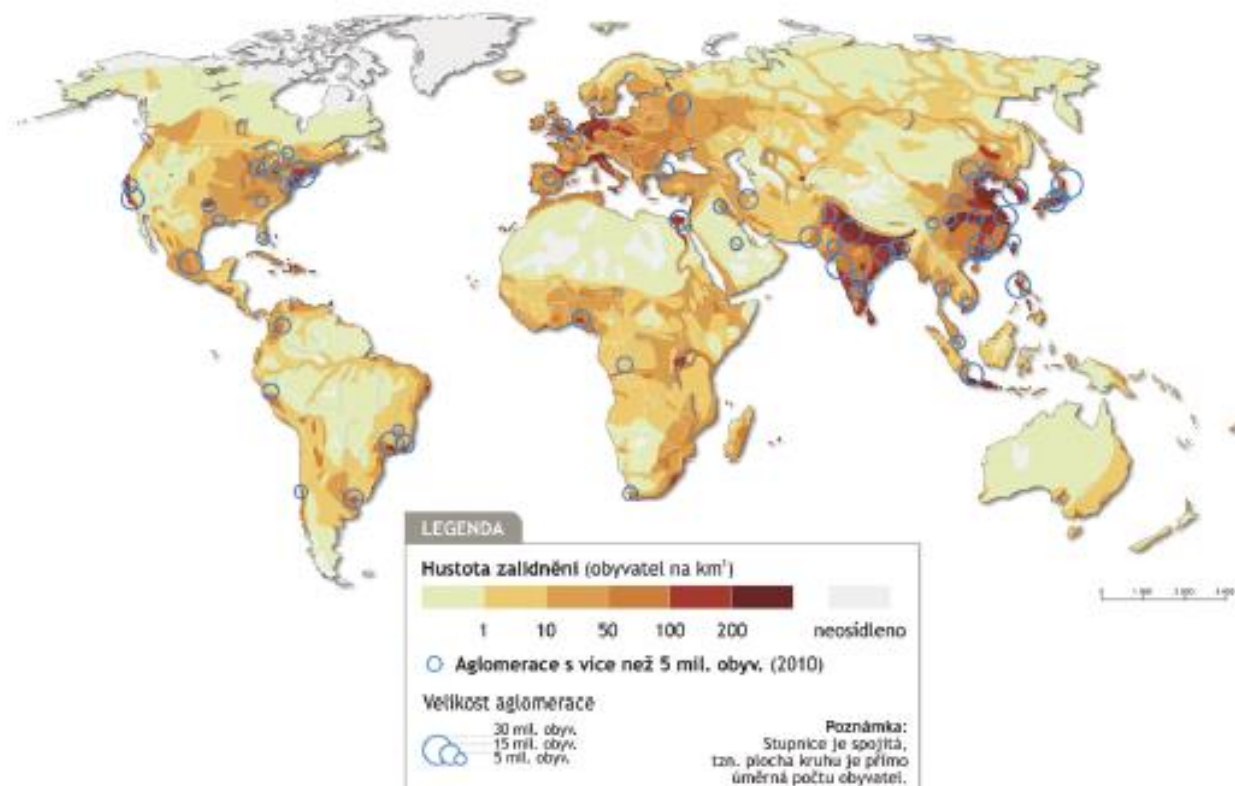 LEGENDA
Hustota zalidnění (obyvatel na km²)
1 10 50 100 200 neosídleno
Aglomerace s více než 5 mil. obyv. (2010)
Velikost aglomerace
30 mil. obyv.
15 mil. obyv.
5 mil. obyv.
Poznámka:
Stupnice je spojitá,
tzn. plocha kruhu je přímo
úměrná počtu obyvatel.